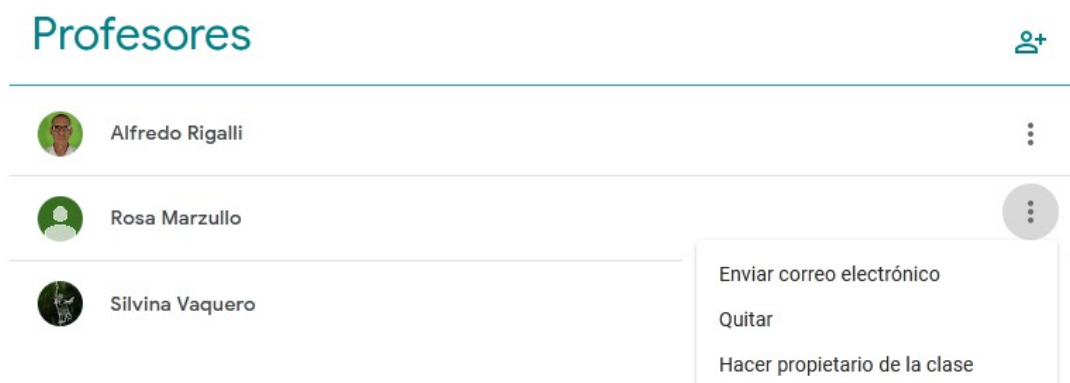 Profesores
Alfredo Rigalli
Rosa Marzullo
Enviar correo electrónico
Silvina Vaquero
Quitar
Hacer propietario de la clase